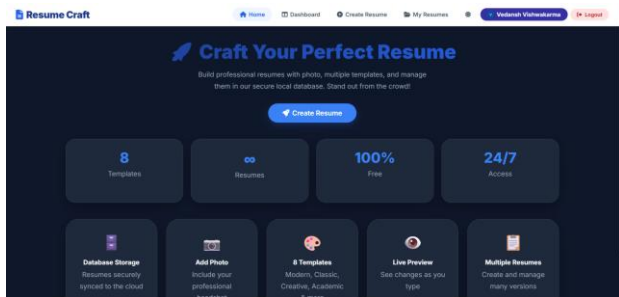 Resume Craft
Home Dashboard Create Resume My Resumes Vedansh Vishwakarma Logout
Craft Your Perfect Resume
Build professional resumes with photo, multiple templates, and manage
them in our secure local database. Stand out from the crowd!
Create Resume
8 ∞ 100% 24/7
Templates Resumes Free Access
Database Storage Add Photo 8 Templates Live Preview Multiple Resumes
Resumes securely Include your Modern, Classic, See changes as you Create and manage
synced to the cloud professional Creative, Academic type many versions